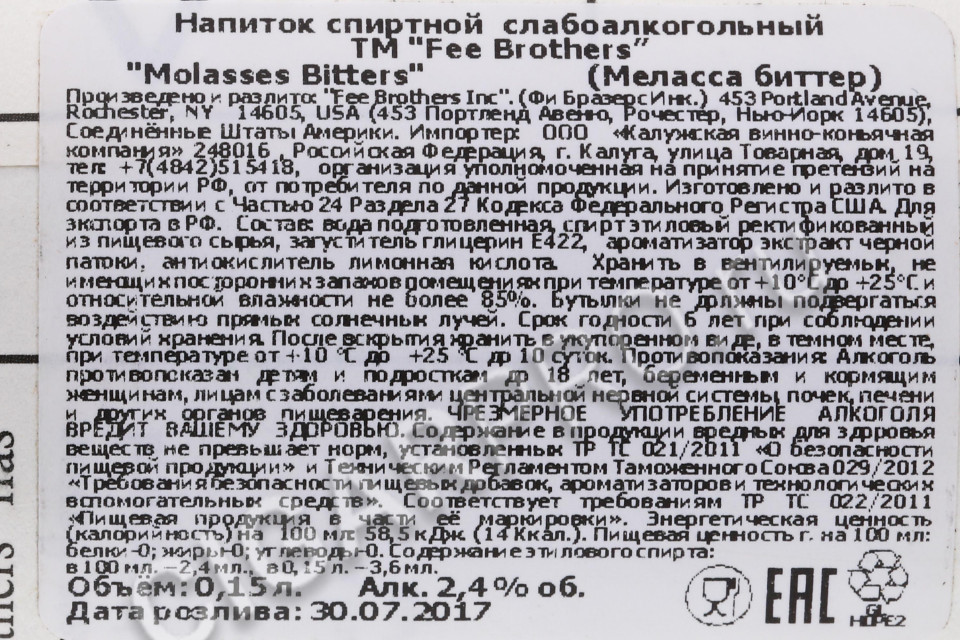 Напиток спиртной слабоалкогольный
ТМ "Fee Brothers"
"Molasses Bitters" (Меласса биттер)
Произведено и разлито: "Fee Brothers Inc". (Фи Бразерс Инк.) 453 Portland Avenue,
Rochester, NY 14605, USA (453 Портленд Авеню, Рочестер, Нью-Йорк 14605),
Соединённые Штаты Америки. Импортер: ООО «Калужская винно-коньячная
компания» 248016, Российская Федерация, г. Калуга, улица Товарная, дом 19,
тел: +7(4842)515418, организация уполномоченная на принятие претензий на
территории РФ, от потребителя по данной продукции. Изготовлено и разлито в
соответствии с Частью 24 Раздела 27 Кодекса Федерального Регистра США. Для
экспорта в РФ. Состав: вода подготовленная, спирт этиловый ректификованный
из пищевого сырья, загуститель глицерин Е422, ароматизатор экстракт черной
патоки, антиокислитель лимонная кислота. Хранить в вентилируемых, не
имеющих посторонних запахов помещениях при температуре от +10°С до +25°С и
относительной влажности не более 85%. Бутылки не должны подвергаться
воздействию прямых солнечных лучей. Срок годности 6 лет при соблюдении
условий хранения. После вскрытия хранить в укупоренном виде, в темном месте,
при температуре от +10 °С до +25 °С до 10 суток. Противопоказания: Алкоголь
противопоказан детям и подросткам до 18 лет, беременным и кормящим
женщинам, лицам с заболеваниями центральной нервной системы, почек, печени
и других органов пищеварения. ЧРЕЗМЕРНОЕ УПОТРЕБЛЕНИЕ АЛКОГОЛЯ
ВРЕДИТ ВАШЕМУ ЗДОРОВЬЮ. Содержание в продукции вредных для здоровья
веществ не превышает норм, установленных ТР ТС 021/2011 «О безопасности
пищевой продукции» и Техническим Регламентом Таможенного Союза 029/2012
«Требования безопасности пищевых добавок, ароматизаторов и технологических
вспомогательных средств». Соответствует требованиям ТР ТС 022/2011
«Пищевая продукция в части её маркировки». Энергетическая ценность
(калорийность) на 100 мл: 58,5 кДж (14 Ккал.). Пищевая ценность г. на 100 мл:
белки-0; жиры-0; углеводы-0. Содержание этилового спирта:
в 100 мл. –2,4 мл., в 0,15 л. –3,6 мл.
Объём: 0,15 л. Алк. 2,4 % об.
Дата розлива: 30.07.2017
EAC
GL
HDPE2